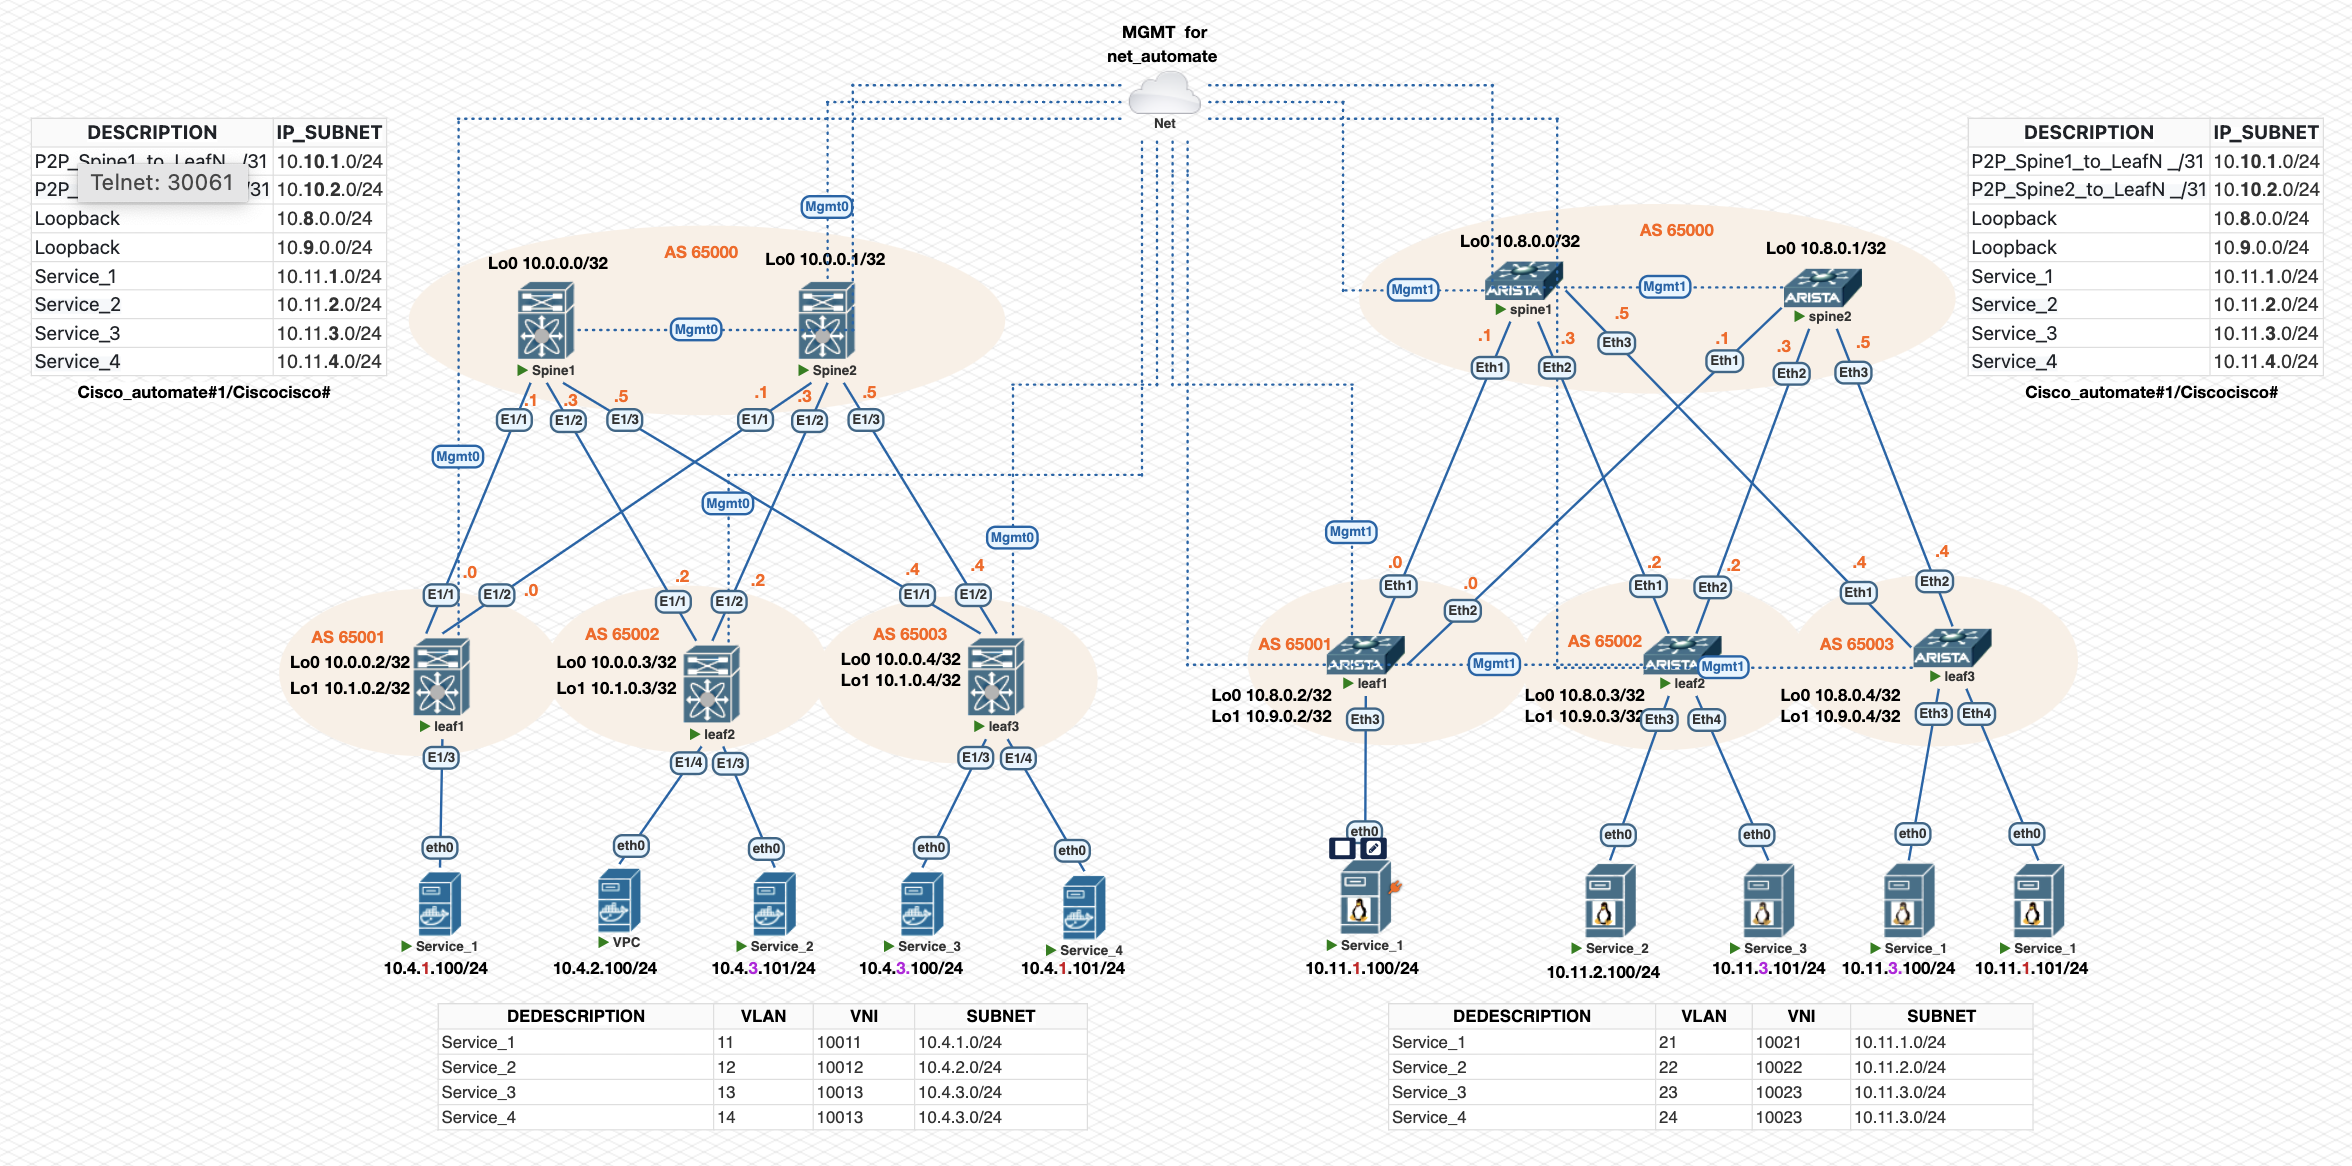 MGMT for
net_automate
Net
DESCRIPTION IP_SUBNET
P2P_Spine1_to_LeafN_/31 10.10.1.0/24
P2P_ /31 10.10.2.0/24
Telnet: 30061
Loopback 10.8.0.0/24
Loopback 10.9.0.0/24
Service_1 10.11.1.0/24
Service_2 10.11.2.0/24
Service_3 10.11.3.0/24
Service_4 10.11.4.0/24
Cisco_automate#1/Ciscocisco#
DESCRIPTION IP_SUBNET
P2P_Spine1_to_LeafN _/31 10.10.1.0/24
P2P_Spine2_to_LeafN _/31 10.10.2.0/24
Loopback 10.8.0.0/24
Loopback 10.9.0.0/24
Service_1 10.11.1.0/24
Service_2 10.11.2.0/24
Service_3 10.11.3.0/24
Service_4 10.11.4.0/24
Cisco_automate#1/Ciscocisco#
Mgmt0
AS 65000
Lo0 10.0.0.0/32
Lo0 10.0.0.1/32
Mgmt0
Spine1
Spine2
.1 .3 .5
.1 .3 .5
E1/1 E1/2 E1/3
E1/1 E1/2 E1/3
Mgmt0
Mgmt0
Mgmt0
.0 .0 .2 .2 .4 .4
E1/1 E1/2 E1/1 E1/2 E1/1 E1/2
AS 65001
Lo0 10.0.0.2/32
Lo1 10.1.0.2/32
leaf1
AS 65002
Lo0 10.0.0.3/32
Lo1 10.1.0.3/32
leaf2
AS 65003
Lo0 10.0.0.4/32
Lo1 10.1.0.4/32
leaf3
E1/3 E1/4 E1/3 E1/3 E1/4
eth0 eth0 eth0 eth0 eth0
Service_1 VPC Service_2 Service_3 Service_4
10.4.1.100/24 10.4.2.100/24 10.4.3.101/24 10.4.3.100/24 10.4.1.101/24
AS 65000
Lo0 10.8.0.0/32
Lo0 10.8.0.1/32
Mgmt1
ARISTA
Mgmt1
ARISTA
spine1
spine2
.1 .3 .5
.1 .3 .5
Eth1 Eth2 Eth3
Eth1 Eth2 Eth3
Mgmt1
.0 .0 .2 .2 .4 .4
Eth1 Eth2 Eth1 Eth2 Eth1 Eth2
AS 65001
ARISTA
leaf1
Mgmt1
Lo0 10.8.0.2/32
Lo1 10.9.0.2/32
AS 65002
ARISTA
Mgmt1
leaf2
Lo0 10.8.0.3/32
Lo1 10.9.0.3/32
AS 65003
ARISTA
leaf3
Lo0 10.8.0.4/32
Lo1 10.9.0.4/32
Eth3 Eth3 Eth4 Eth3 Eth4
eth0 eth0 eth0 eth0 eth0
Service_1 Service_2 Service_3 Service_1 Service_1
10.11.1.100/24 10.11.2.100/24 10.11.3.101/24 10.11.3.100/24 10.11.1.101/24
DEDESCRIPTION VLAN VNI SUBNET
Service_1 11 10011 10.4.1.0/24
Service_2 12 10012 10.4.2.0/24
Service_3 13 10013 10.4.3.0/24
Service_4 14 10013 10.4.3.0/24
DEDESCRIPTION VLAN VNI SUBNET
Service_1 21 10021 10.11.1.0/24
Service_2 22 10022 10.11.2.0/24
Service_3 23 10023 10.11.3.0/24
Service_4 24 10023 10.11.3.0/24